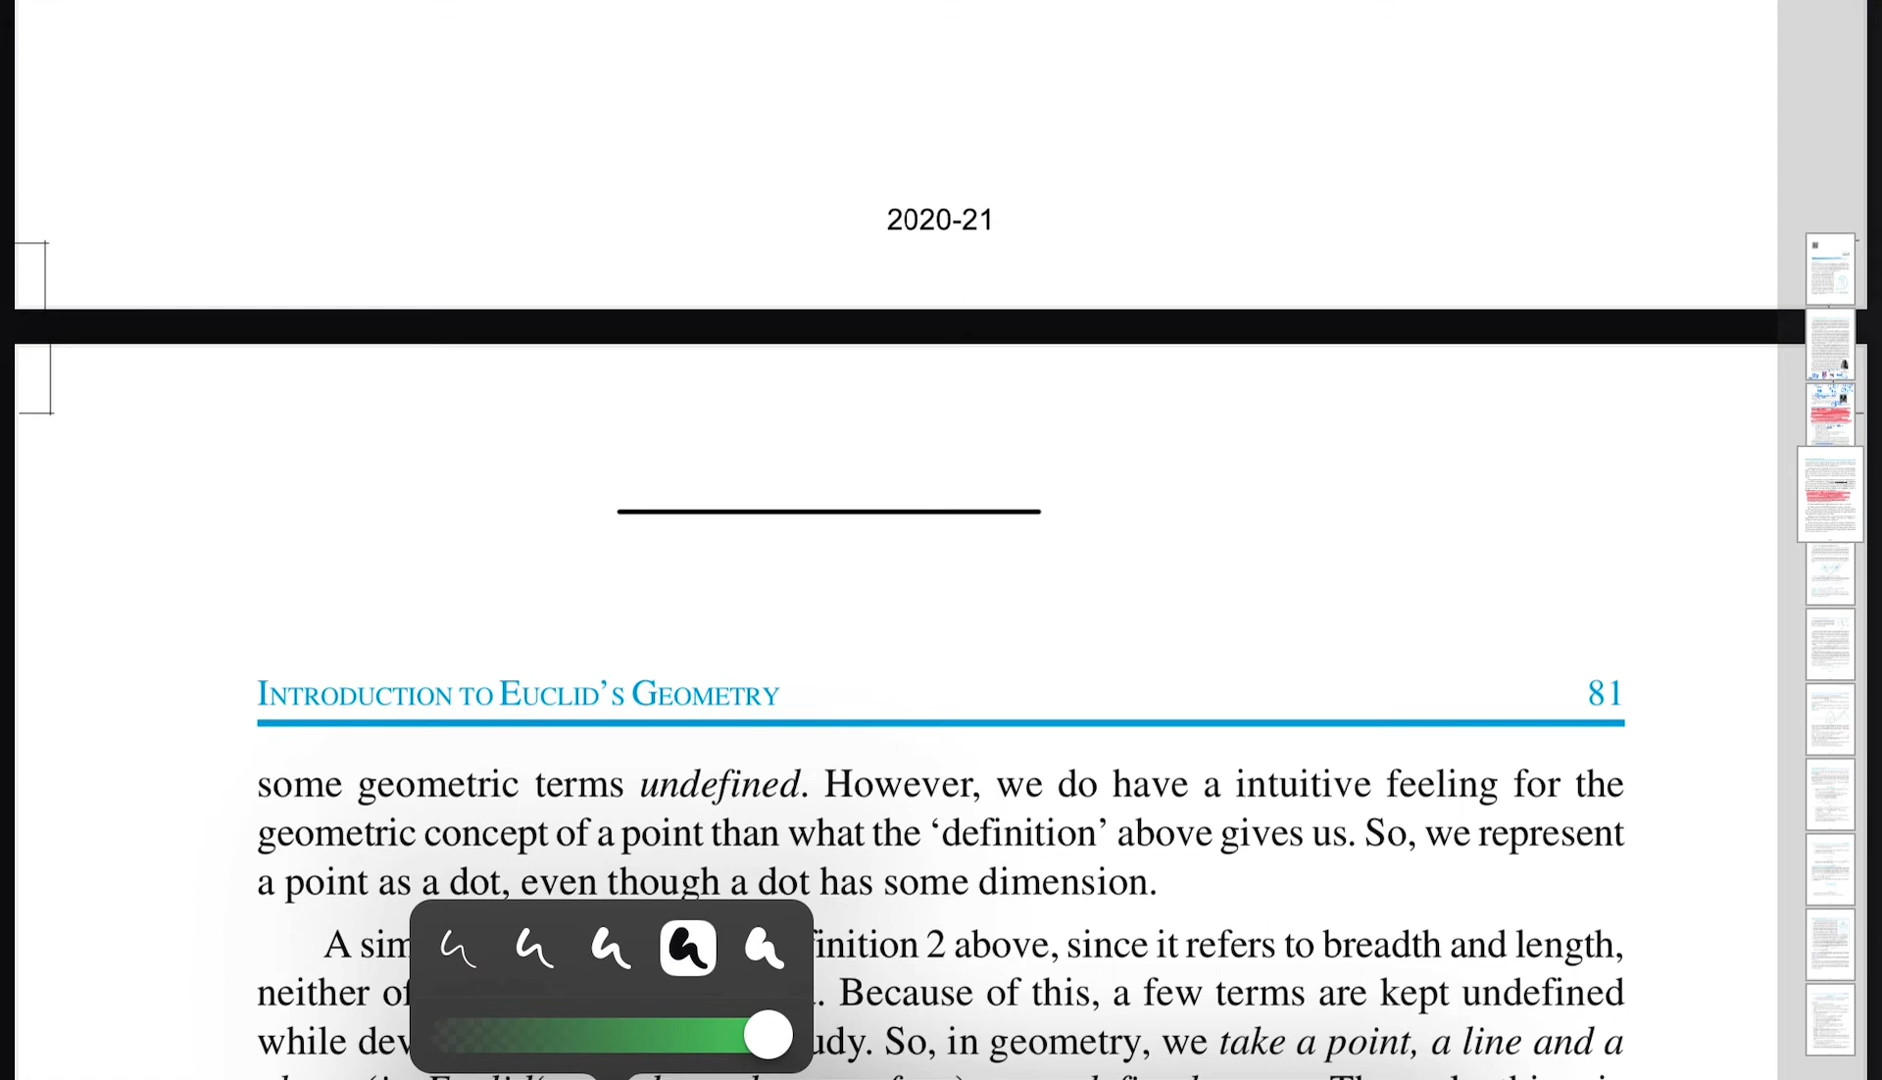 2020-21
INTRODUCTION TO EUCLID'S GEOMETRY 81
some geometric terms undefined. However, we do have a intuitive feeling for the
geometric concept of a point than what the ‘definition’ above gives us. So, we represent
a point as a dot, even though a dot has some dimension.
A sim inition 2 above, since it refers to breadth and length,
neither of . Because of this, a few terms are kept undefined
while dev udy. So, in geometry, we take a point, a line and a